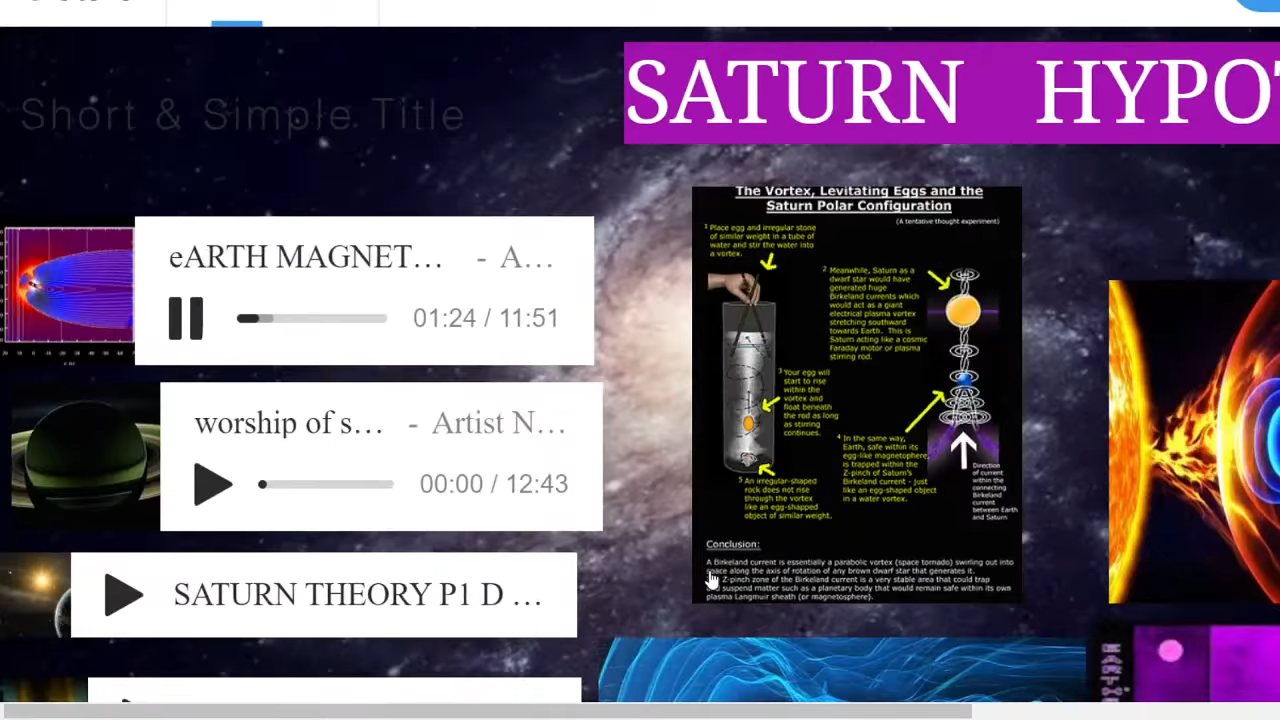 SATURN HYPOT
Short & Simple Title
eARTH MAGNET… - A…
01:24 / 11:51
worship of s… - Artist N…
00:00 / 12:43
SATURN THEORY P1 D …
The Vortex, Levitating Eggs and the
Saturn Polar Configuration
(A tentative thought experiment)
1 Place egg and irregular stone
of similar weight in a tube of
water and stir the water into
a vortex.
2 Meanwhile, Saturn as a
dwarf star would have
generated huge
Birkeland currents which
would act as a giant
electrical plasma vortex
stretching southward
towards Earth. This is
Saturn acting like a cosmic
Faraday motor or plasma
stirring rod.
3 Your egg will
start to rise
within the
vortex and
float beneath
the rod as long
as stirring
continues.
4 In the same way,
Earth, safe within its
egg-like magnetophere,
is trapped within the
Z-pinch of Saturn's
Birkeland current - just
like an egg-shaped object
in a water vortex.
5 An irregular-shaped
rock does not rise
through the vortex
like an egg-shaped
object of similar weight.
Direction
of current
within the
connecting
Birkeland
current
between Earth
and Saturn
Conclusion:
A Birkeland current is essentially a parabolic vortex (space tornado) swirling out into
space along the axis of rotation of any brown dwarf star that generates it.
Z-pinch zone of the Birkeland current is a very stable area that could trap
and suspend matter such as a planetary body that would remain safe within its own
plasma Langmuir sheath (or magnetosphere).
EARTH